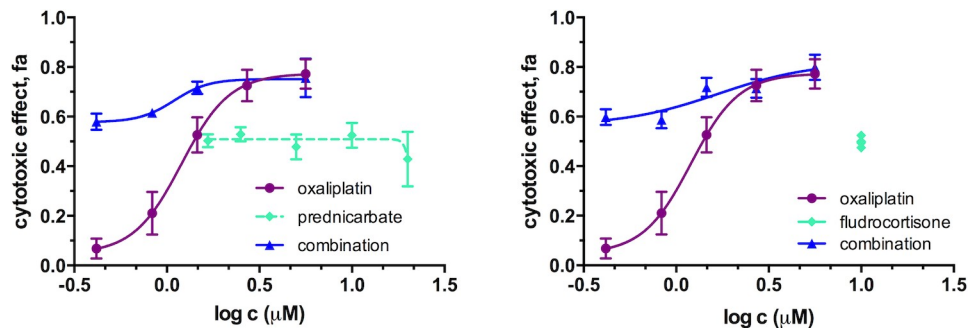 cytotoxic effect, fa
1.0
0.8
0.6
0.4
0.2
0.0
oxaliplatin
prednicarbate
combination
-0.5 0.0 0.5 1.0 1.5
log c (μM)
cytotoxic effect, fa
1.0
0.8
0.6
0.4
0.2
0.0
oxaliplatin
fludrocortisone
combination
-0.5 0.0 0.5 1.0 1.5
log c (μM)